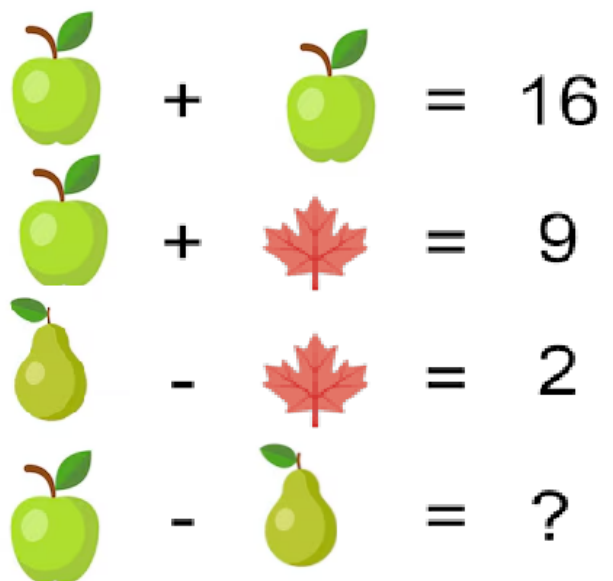 + = 16
+ = 9
- = 2
- = ?